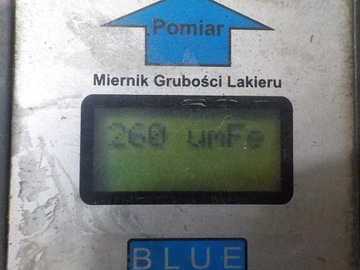 Pomiar
Miernik Grubości Lakieru
260 umFe
BLUE